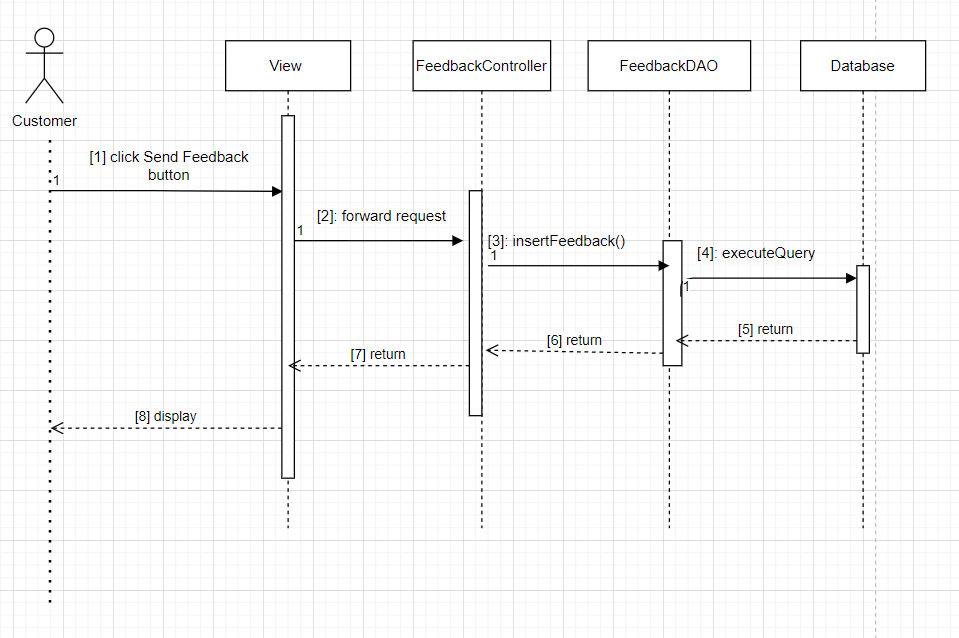 View
FeedbackController
FeedbackDAO
Database
Customer
[1] click Send Feedback
button
1
[2]: forward request
1
[3]: insertFeedback()
1
[4]: executeQuery
1
[5] return
[6] return
[7] return
[8] display